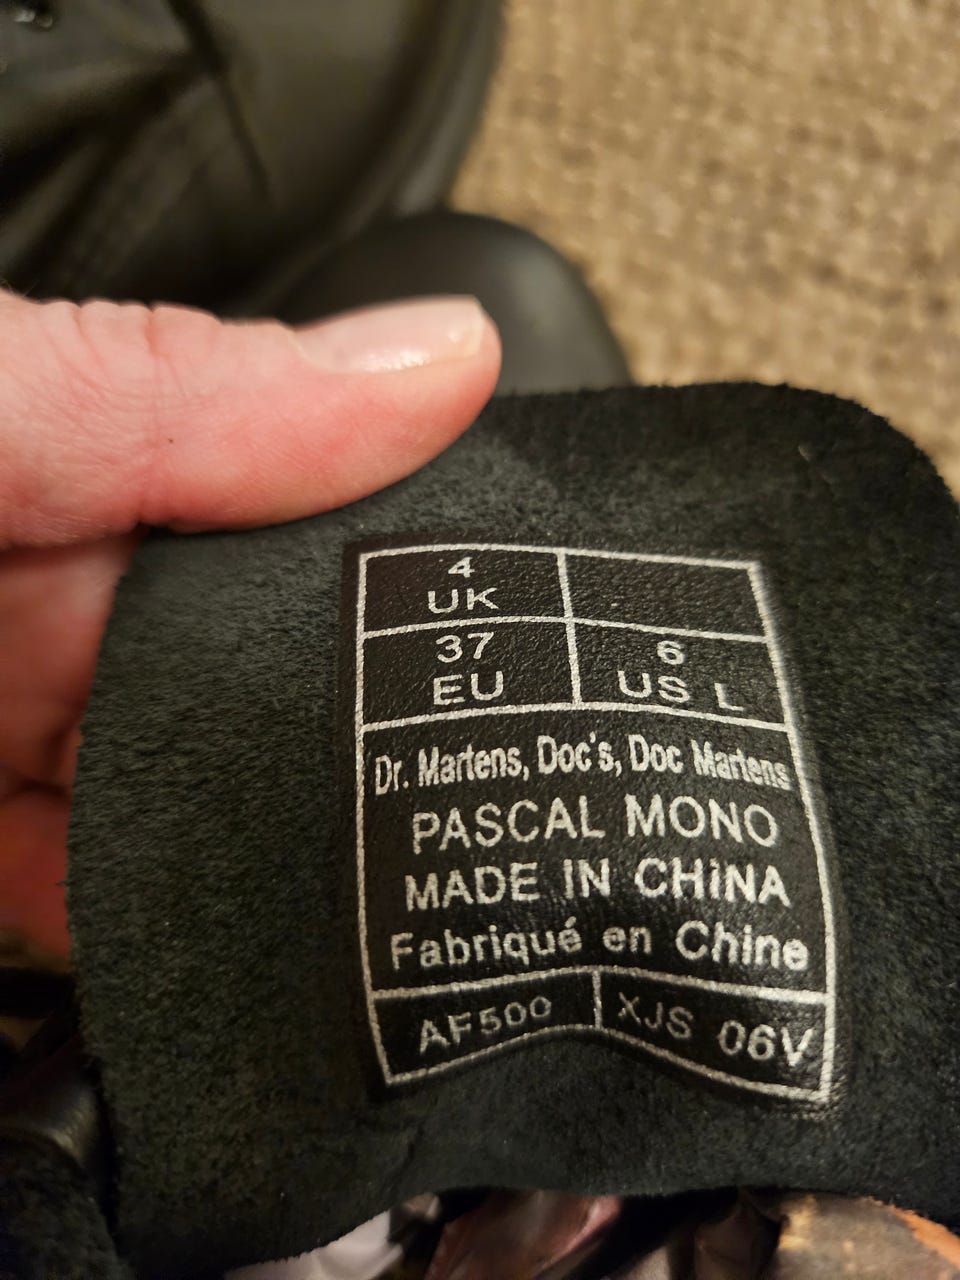 4
UK
37
EU
6
US L
Dr. Martens, Doc's, Doc Martens
PASCAL MONO
MADE IN CHiNA
Fabriqué en Chine
AF500
XJS 06V